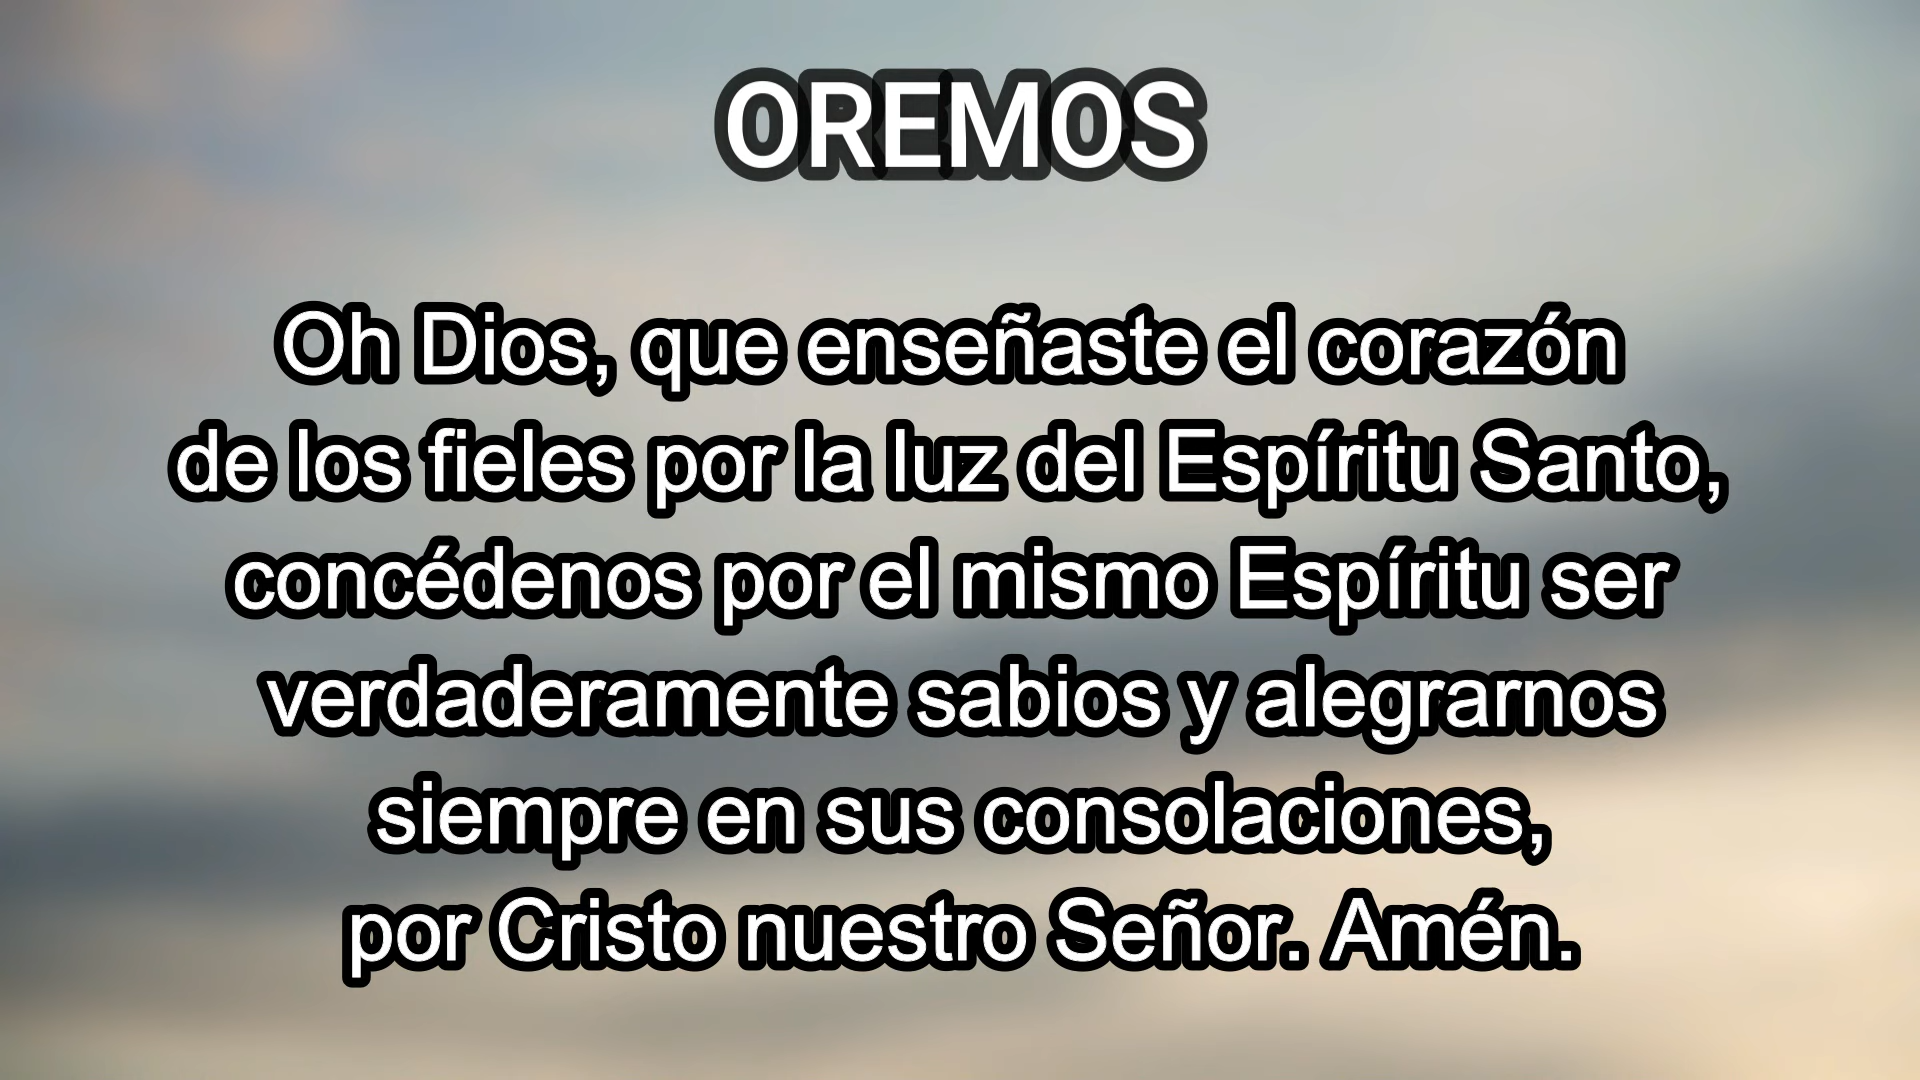 OREMOS
Oh Dios, que enseñaste el corazón
de los fieles por la luz del Espíritu Santo,
concédenos por el mismo Espíritu ser
verdaderamente sabios y alegrarnos
siempre en sus consolaciones,
por Cristo nuestro Señor. Amén.